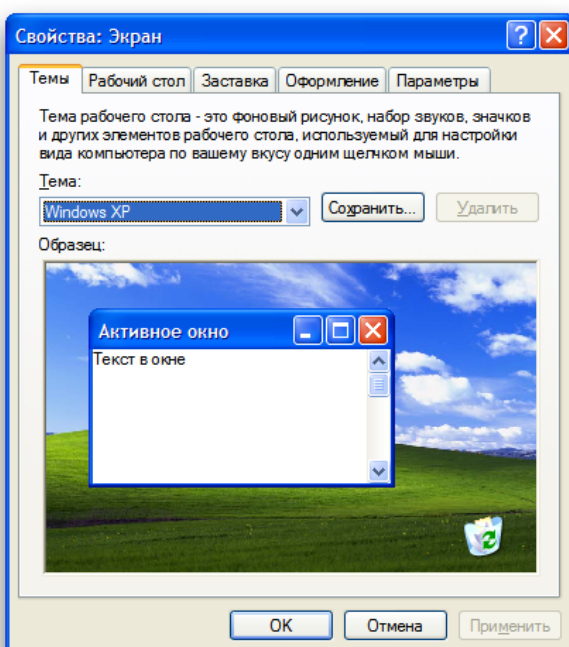 Свойства: Экран
Темы Рабочий стол Заставка Оформление Параметры
Тема рабочего стола - это фоновый рисунок, набор звуков, значков
и других элементов рабочего стола, используемый для настройки
вида компьютера по вашему вкусу одним щелчком мыши.
Тема:
Windows XP Сохранить... Удалить
Образец:
Активное окно
Текст в окне
OK Отмена Применить